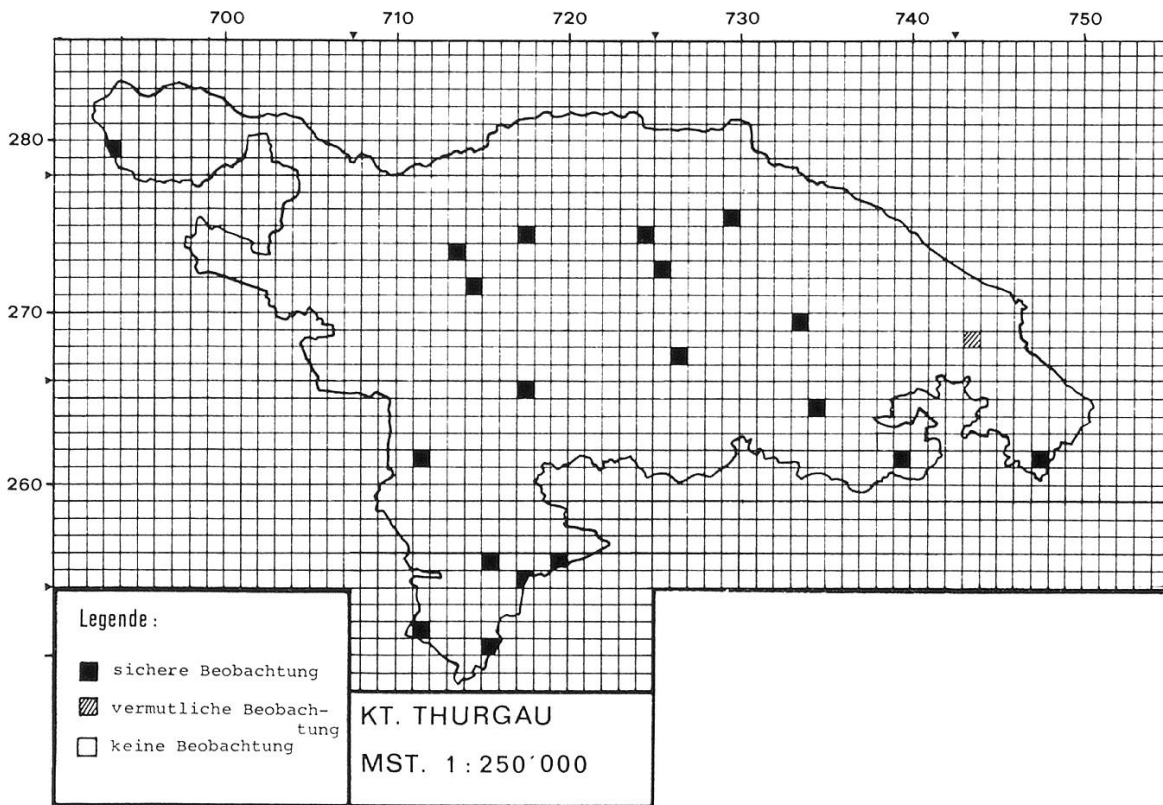 700 710 720 730 740 750
280
270
260
Legende :
sichere Beobachtung
vermutliche Beobach-
tung
keine Beobachtung
KT. THURGAU
MST. 1 : 250'000